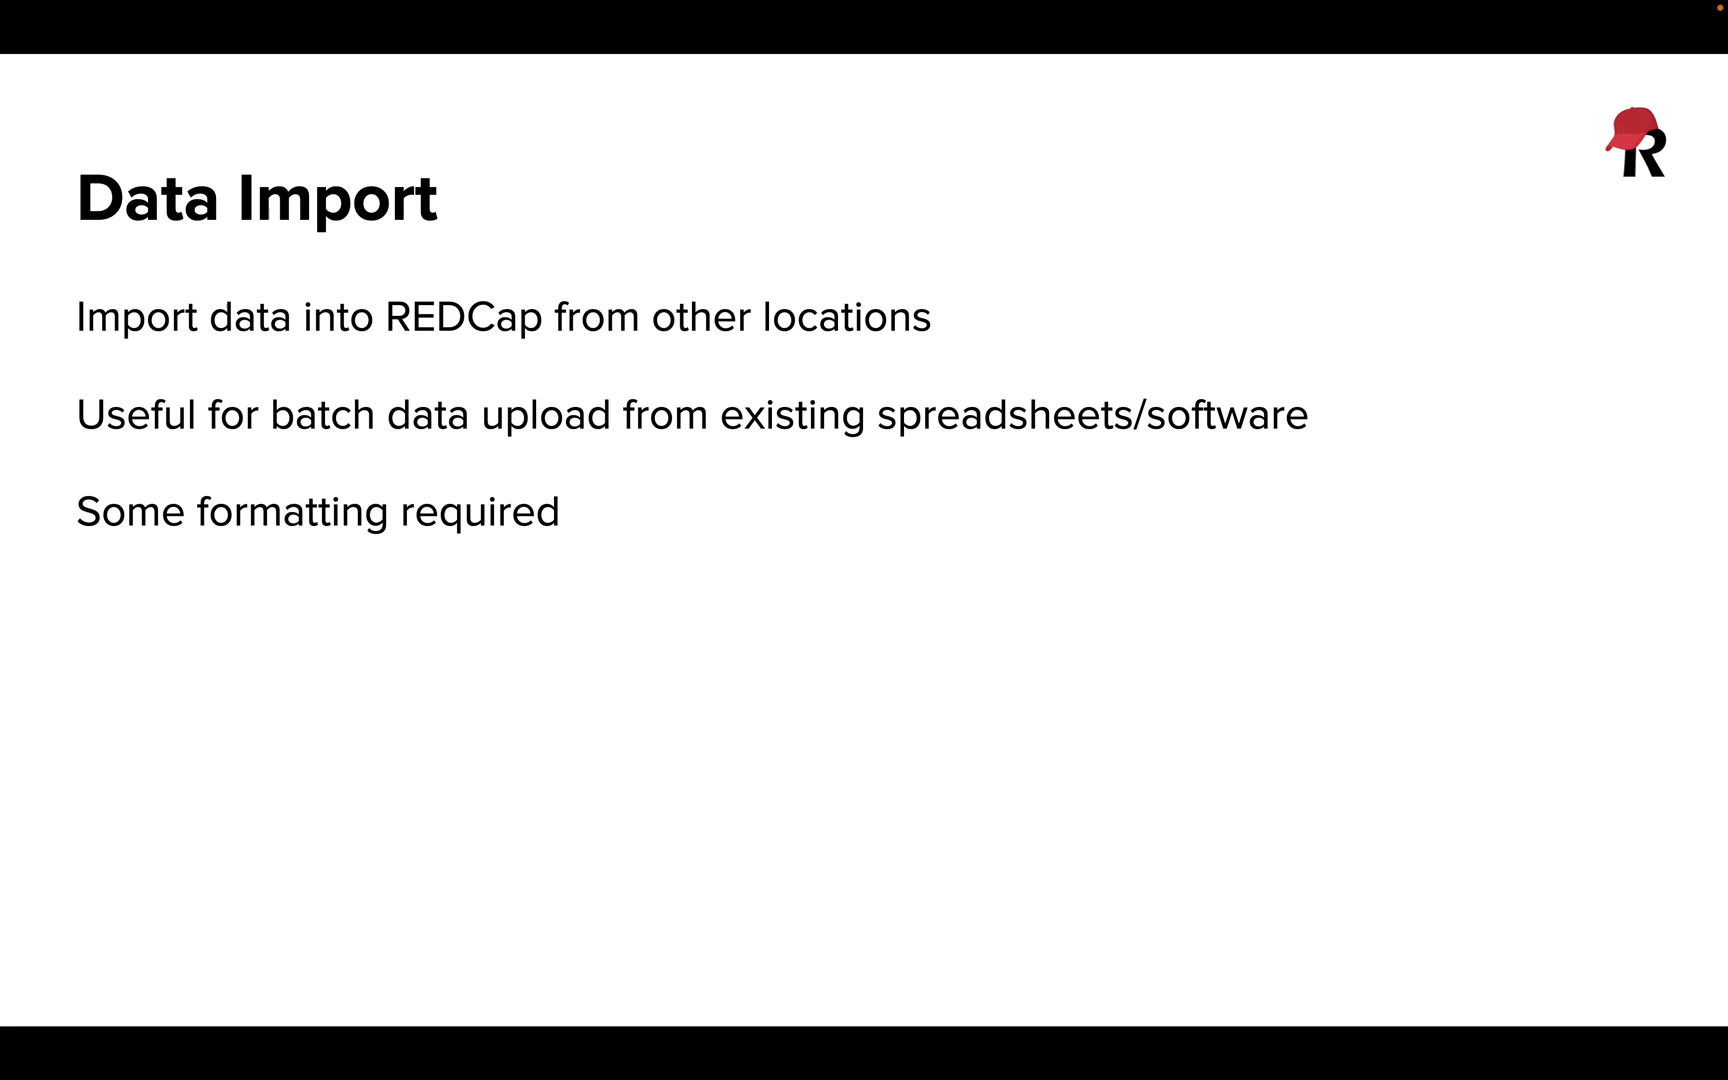 R
Data Import
Import data into REDCap from other locations
Useful for batch data upload from existing spreadsheets/software
Some formatting required